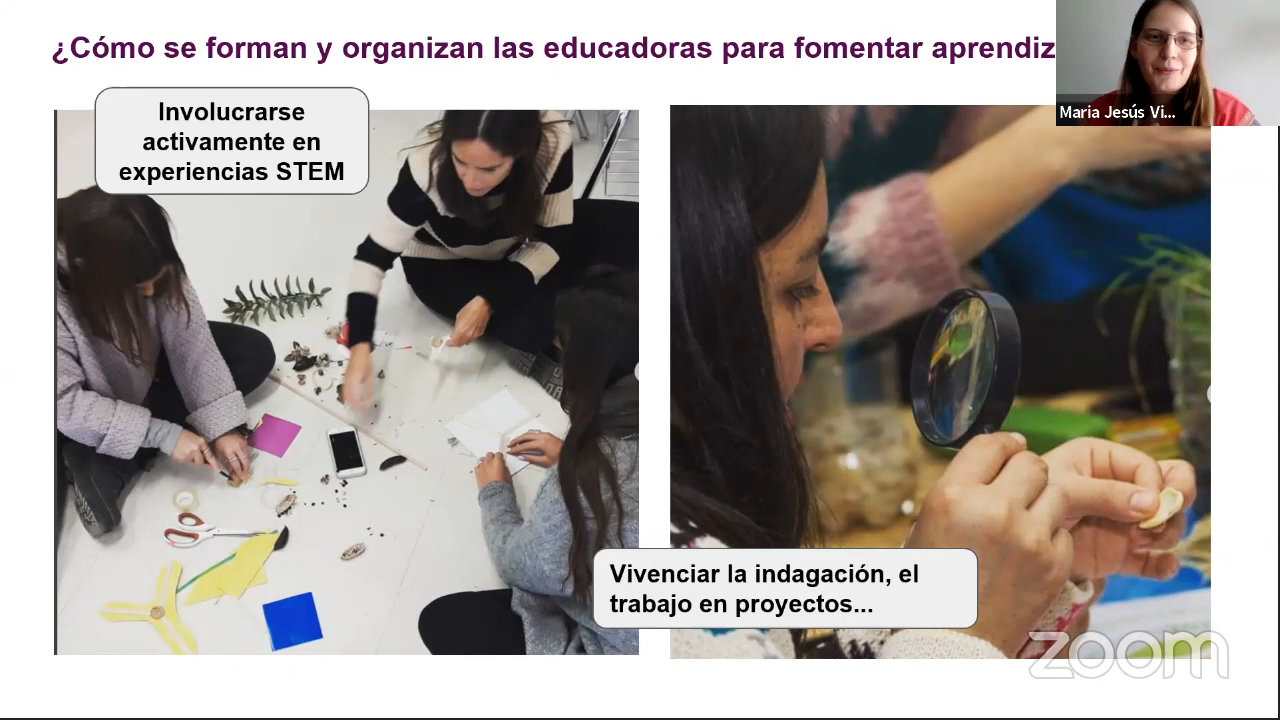 ¿Cómo se forman y organizan las educadoras para fomentar aprendiz
Maria Jesús Vi...
Involucrarse
activamente en
experiencias STEM
Vivenciar la indagación, el
trabajo en proyectos...
zoom